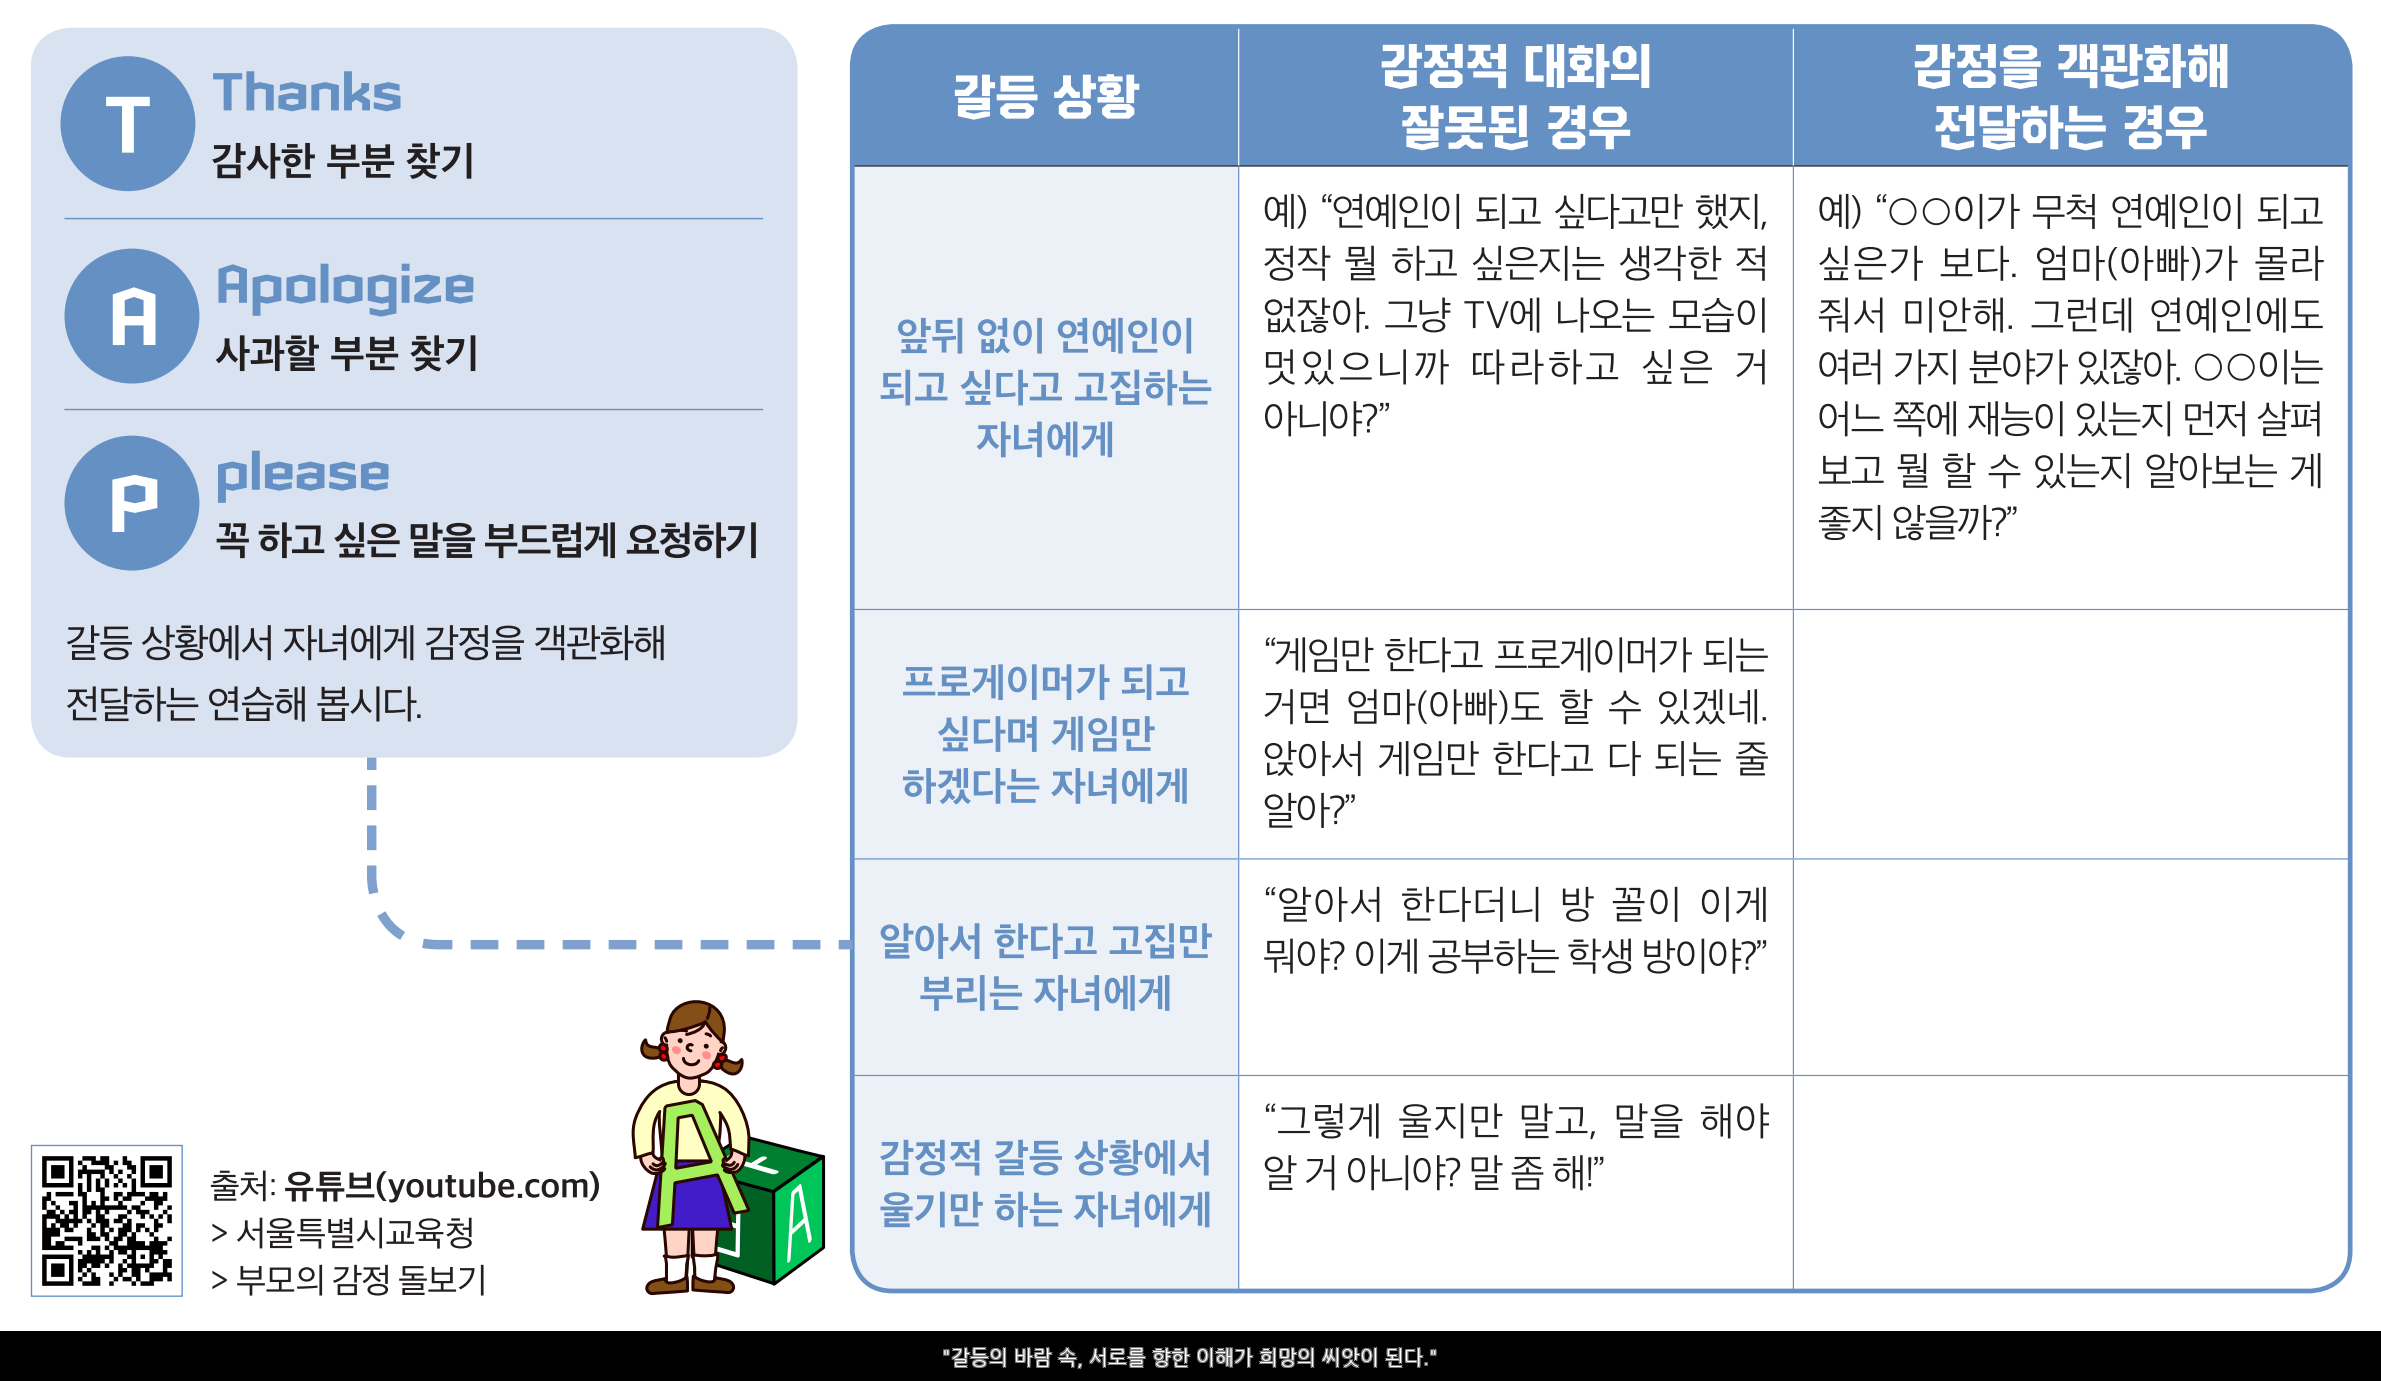 T
Thanks
감사한 부분 찾기
A
Apologize
사과할 부분 찾기
P
please
꼭 하고 싶은 말을 부드럽게 요청하기
갈등 상황에서 자녀에게 감정을 객관화해
전달하는 연습해 봅시다.
갈등 상황
감정적 대화의
잘못된 경우
감정을 객관화해
전달하는 경우
앞뒤 없이 연예인이
되고 싶다고 고집하는
자녀에게
예) “연예인이 되고 싶다고만 했지,
정작 뭘 하고 싶은지는 생각한 적
없잖아. 그냥 TV에 나오는 모습이
멋있으니까 따라하고 싶은 거
아니야?”
예) “○○이가 무척 연예인이 되고
싶은가 보다. 엄마(아빠)가 몰라
줘서 미안해. 그런데 연예인에도
여러 가지 분야가 있잖아. ○○이는
어느 쪽에 재능이 있는지 먼저 살펴
보고 뭘 할 수 있는지 알아보는 게
좋지 않을까?”
프로게이머가 되고
싶다며 게임만
하겠다는 자녀에게
“게임만 한다고 프로게이머가 되는
거면 엄마(아빠)도 할 수 있겠네.
앉아서 게임만 한다고 다 되는 줄
알아?”
알아서 한다고 고집만
부리는 자녀에게
“알아서 한다더니 방 꼴이 이게
뭐야? 이게 공부하는 학생 방이야?”
감정적 갈등 상황에서
울기만 하는 자녀에게
“그렇게 울지만 말고, 말을 해야
알 거 아니야? 말 좀 해!”
출처: 유튜브(youtube.com)
> 서울특별시교육청
> 부모의 감정 돌보기
A
A
"갈등의 바람 속, 서로를 향한 이해가 희망의 씨앗이 된다."